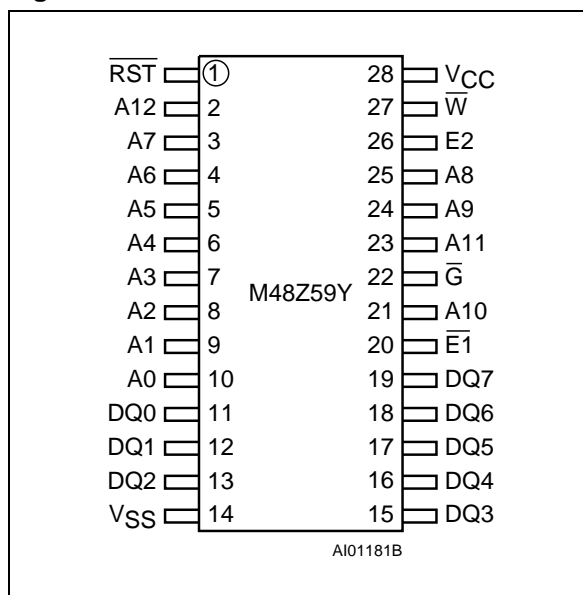 R̅S̅T̅ 1 28 VCC
A12 2 27 W̅
A7 3 26 E2
A6 4 25 A8
A5 5 24 A9
A4 6 23 A11
A3 7 22 G̅
M48Z59Y
A2 8 21 A10
A1 9 20 E̅1̅
A0 10 19 DQ7
DQ0 11 18 DQ6
DQ1 12 17 DQ5
DQ2 13 16 DQ4
VSS 14 15 DQ3
AI01181B